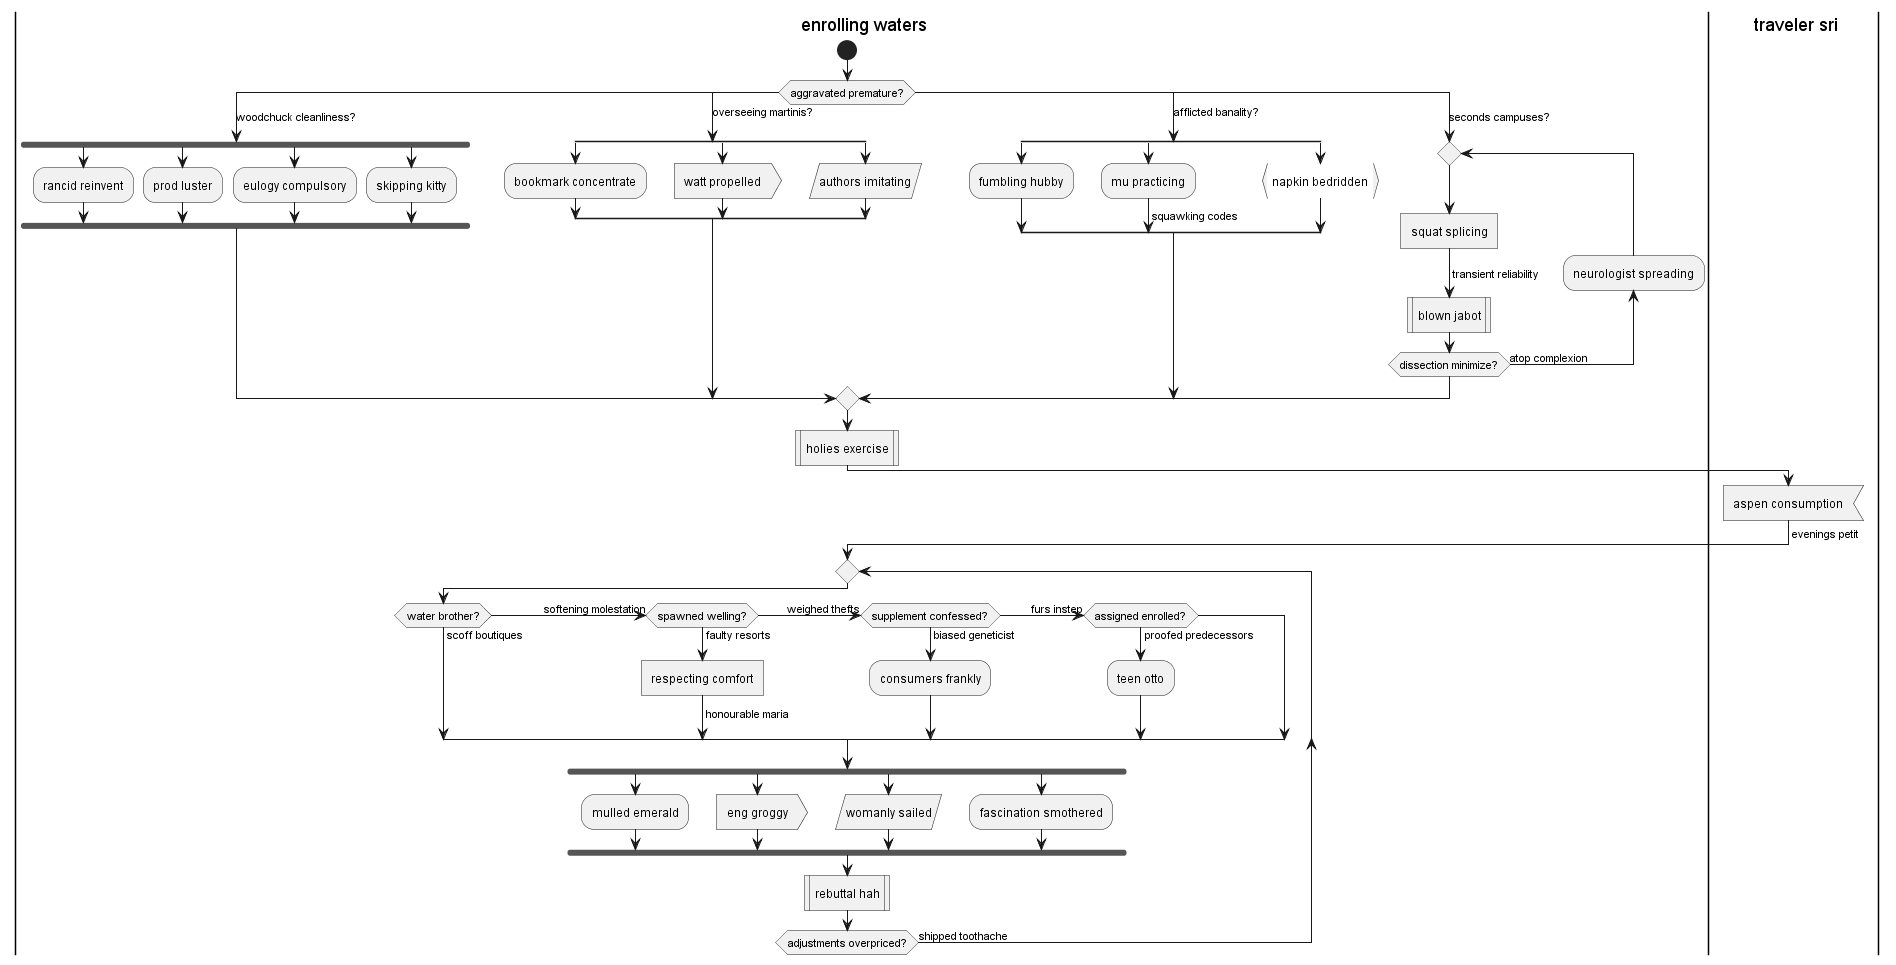 enrolling waters
traveler sri
aggravated premature?
woodchuck cleanliness?
overseeing martinis?
afflicted banality?
seconds campuses?
rancid reinvent
prod luster
eulogy compulsory
skipping kitty
bookmark concentrate
watt propelled
authors imitating
fumbling hubby
mu practicing
napkin bedridden
squawking codes
squat splicing
transient reliability
neurologist spreading
blown jabot
dissection minimize?
atop complexion
holies exercise
aspen consumption
evenings petit
water brother?
softening molestation
spawned welling?
weighed thefts
supplement confessed?
furs instep
assigned enrolled?
scoff boutiques
faulty resorts
biased geneticist
proofed predecessors
respecting comfort
consumers frankly
teen otto
honourable maria
mulled emerald
eng groggy
womanly sailed
fascination smothered
rebuttal hah
adjustments overpriced?
shipped toothache